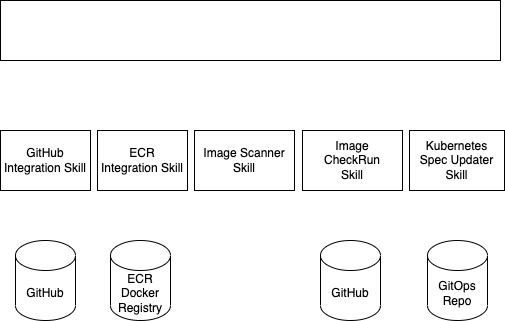 GitHub
Integration Skill
ECR
Integration Skill
Image Scanner
Skill
Image
CheckRun
Skill
Kubernetes
Spec Updater
Skill
GitHub
ECR
Docker
Registry
GitHub
GitOps
Repo